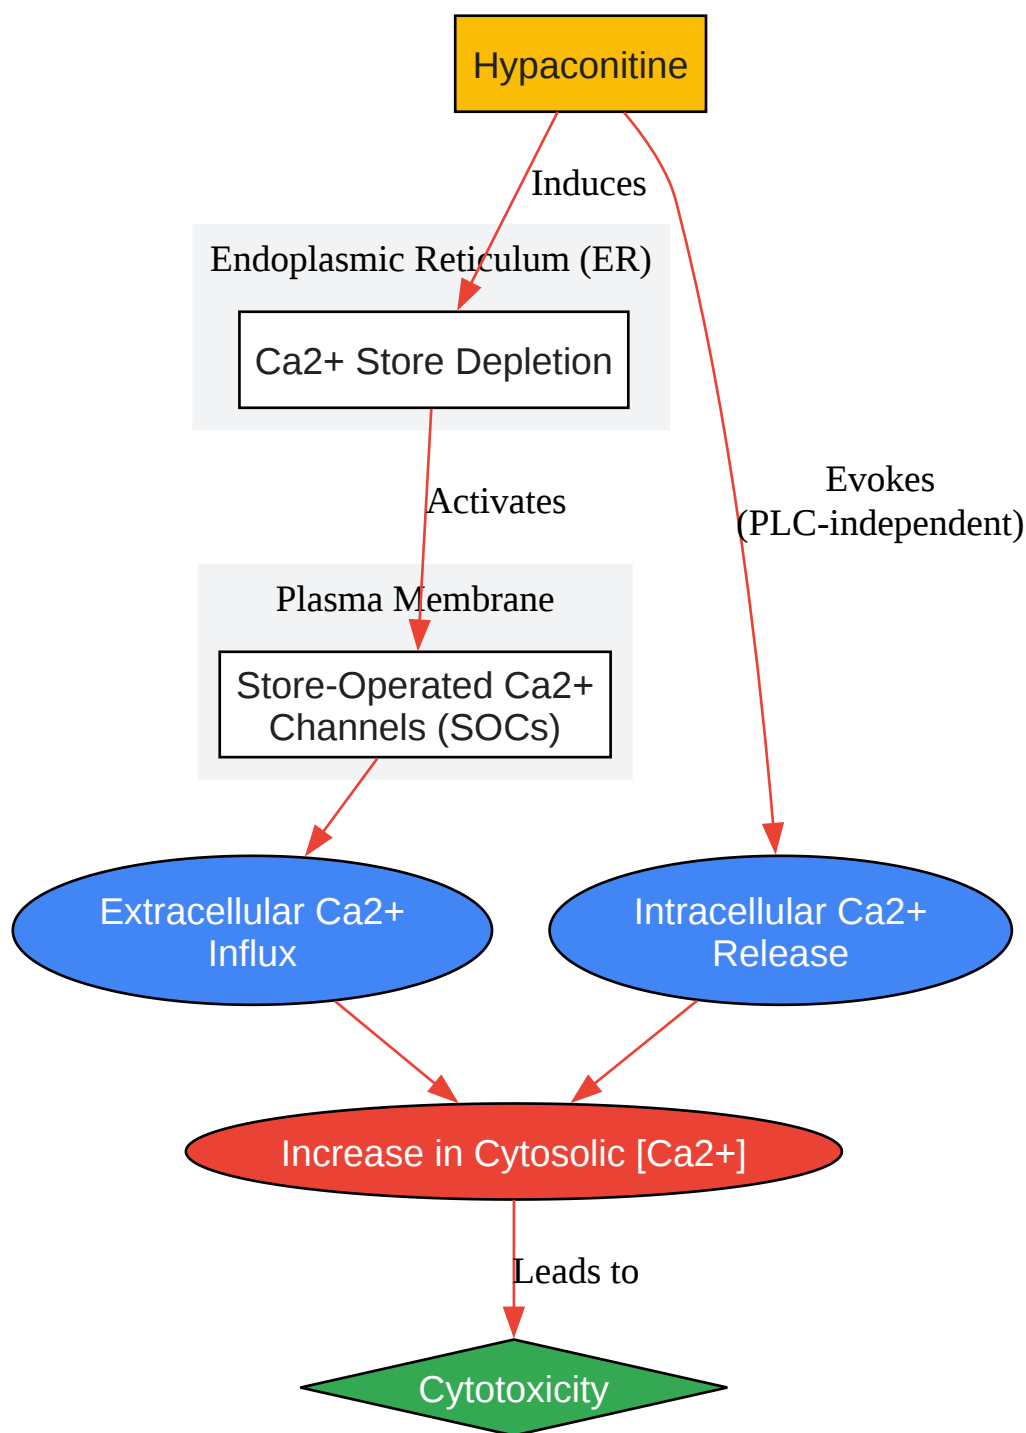 Hypaconitine
Induces
Endoplasmic Reticulum (ER)
Ca2+ Store Depletion
Evokes
(PLC-independent)
Activates
Plasma Membrane
Store-Operated Ca2+
Channels (SOCs)
Extracellular Ca2+
Influx
Intracellular Ca2+
Release
Increase in Cytosolic [Ca2+]
Leads to
Cytotoxicity